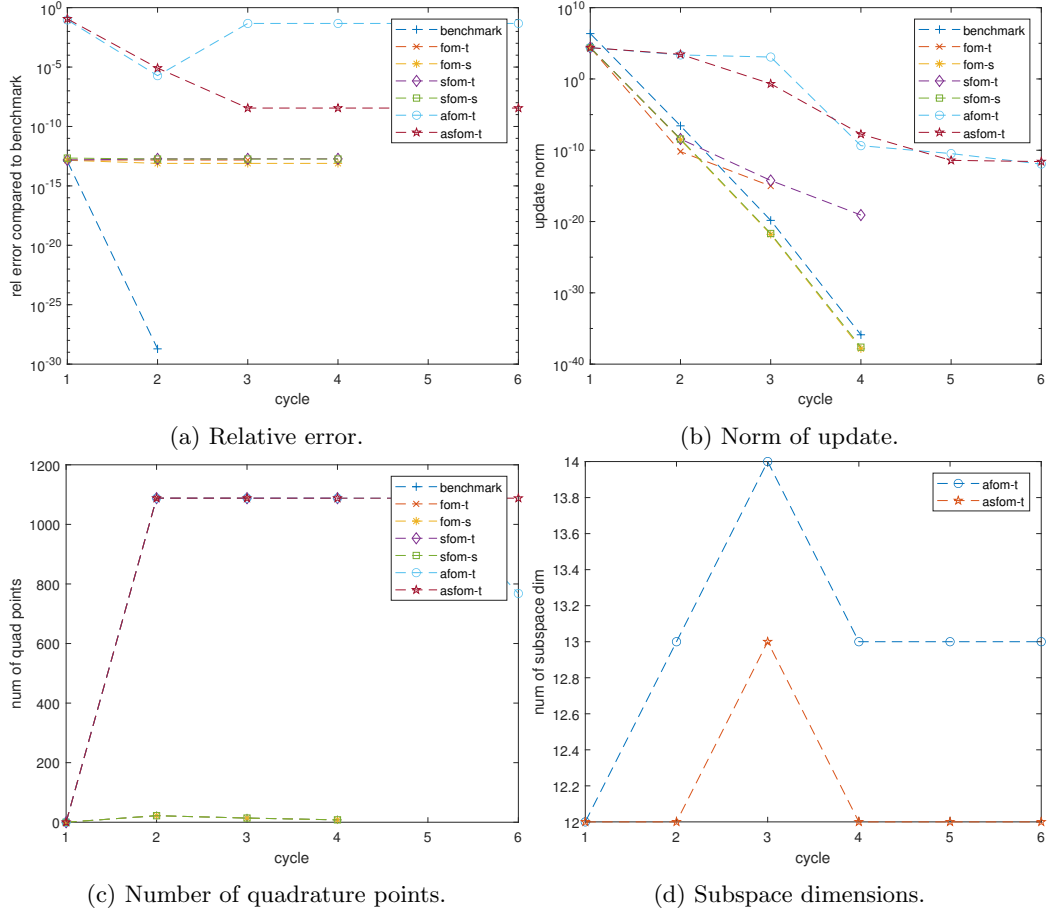 10^0
10^-5
10^-10
10^-15
10^-20
10^-25
10^-30
rel error compared to benchmark
1
2
3
4
5
6
cycle
benchmark
fom-t
fom-s
sfom-t
sfom-s
afom-t
asfom-t
(a) Relative error.
10^10
10^0
10^-10
10^-20
10^-30
10^-40
update norm
1
2
3
4
5
6
cycle
benchmark
fom-t
fom-s
sfom-t
sfom-s
afom-t
asfom-t
(b) Norm of update.
1200
1000
800
600
400
200
0
num of quad points
1
2
3
4
5
6
cycle
benchmark
fom-t
fom-s
sfom-t
sfom-s
afom-t
asfom-t
(c) Number of quadrature points.
14
13.8
13.6
13.4
13.2
13
12.8
12.6
12.4
12.2
12
num of subspace dim
1
2
3
4
5
6
cycle
afom-t
asfom-t
(d) Subspace dimensions.